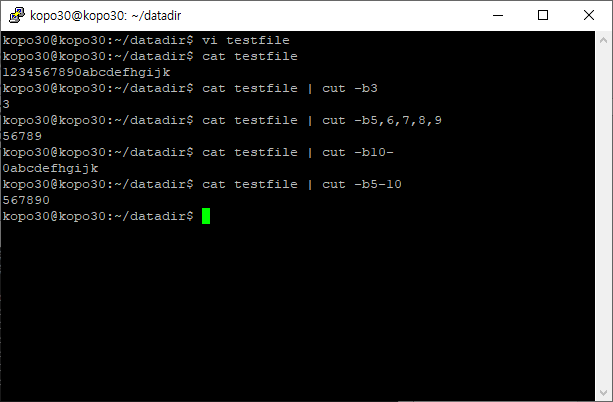 kopo30@kopo30: ~/datadir
kopo30@kopo30:~/datadir$ vi testfile
kopo30@kopo30:~/datadir$ cat testfile
1234567890abcdefhgijk
kopo30@kopo30:~/datadir$ cat testfile | cut -b3
3
kopo30@kopo30:~/datadir$ cat testfile | cut -b5,6,7,8,9
56789
kopo30@kopo30:~/datadir$ cat testfile | cut -b10-
0abcdefhgijk
kopo30@kopo30:~/datadir$ cat testfile | cut -b5-10
567890
kopo30@kopo30:~/datadir$